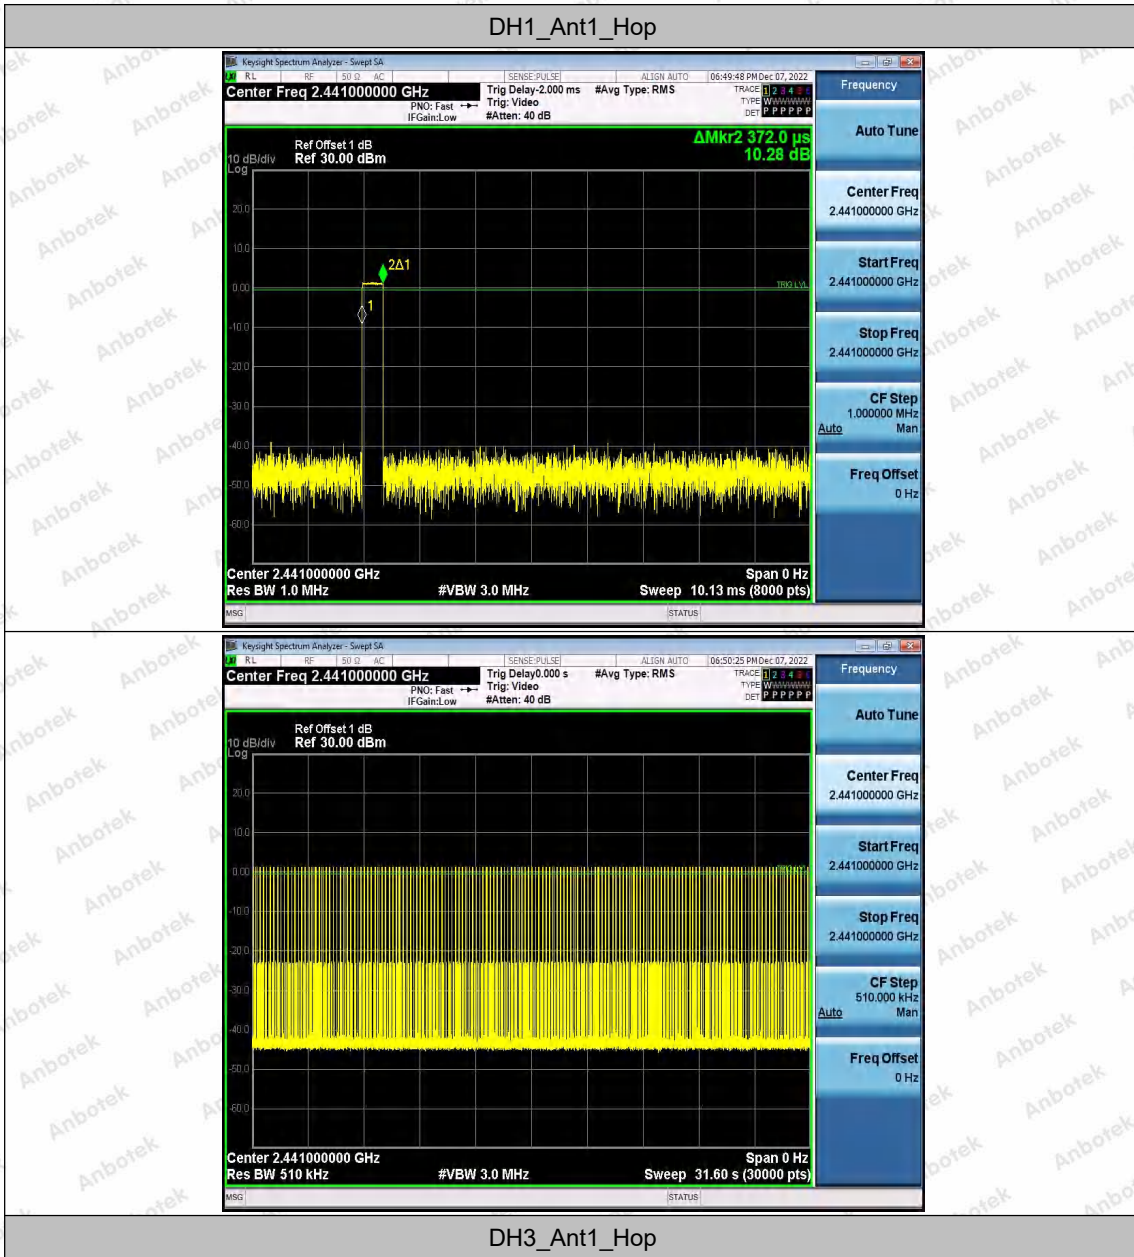 DH1_Ant1_Hop
Keysight Spectrum Analyzer - Swept SA
RL RF 50 Ω AC SENSE:PULSE ALIGN AUTO 06:49:48 PM Dec 07, 2022
Center Freq 2.441000000 GHz
PNO: Fast
IFGain:Low
Trig Delay-2.000 ms
Trig: Video
#Atten: 40 dB
#Avg Type: RMS
TRACE 1 2 3 4 5 6
TYPE WWWWWW
DET P P P P P P
ΔMkr2 372.0 µs
10.28 dB
Ref Offset 1 dB
10 dB/div Ref 30.00 dBm
Log
20.0
10.0
0.00
-10.0
-20.0
-30.0
-40.0
-50.0
-60.0
2Δ1
1
TRIG LVL
Center 2.441000000 GHz Span 0 Hz
Res BW 1.0 MHz #VBW 3.0 MHz Sweep 10.13 ms (8000 pts)
MSG STATUS
Frequency
Auto Tune
Center Freq
2.441000000 GHz
Start Freq
2.441000000 GHz
Stop Freq
2.441000000 GHz
CF Step
1.000000 MHz
Auto Man
Freq Offset
0 Hz
Keysight Spectrum Analyzer - Swept SA
RL RF 50 Ω AC SENSE:PULSE ALIGN AUTO 06:50:25 PM Dec 07, 2022
Center Freq 2.441000000 GHz
PNO: Fast
IFGain:Low
Trig Delay0.000 s
Trig: Video
#Atten: 40 dB
#Avg Type: RMS
TRACE 1 2 3 4 5 6
TYPE WWWWWW
DET P P P P P P
Ref Offset 1 dB
10 dB/div Ref 30.00 dBm
Log
20.0
10.0
0.00
-10.0
-20.0
-30.0
-40.0
-50.0
-60.0
Center 2.441000000 GHz Span 0 Hz
Res BW 510 kHz #VBW 3.0 MHz Sweep 31.60 s (30000 pts)
MSG STATUS
Frequency
Auto Tune
Center Freq
2.441000000 GHz
Start Freq
2.441000000 GHz
Stop Freq
2.441000000 GHz
CF Step
510.000 kHz
Auto Man
Freq Offset
0 Hz
DH3_Ant1_Hop